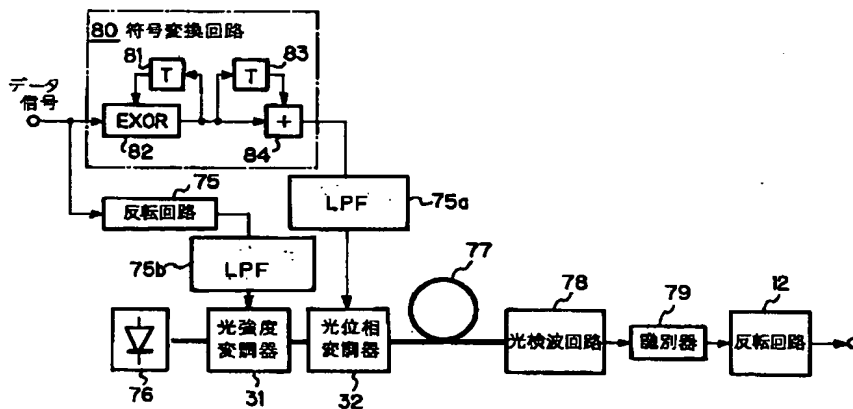 80 符号変換回路
81
83
T
T
データ
信号
EXOR
+
82
84
75
反転回路
LPF
75a
75b
LPF
77
78
79
12
光強度
変調器
光位相
変調器
光検波回路
識別器
反転回路
76
31
32